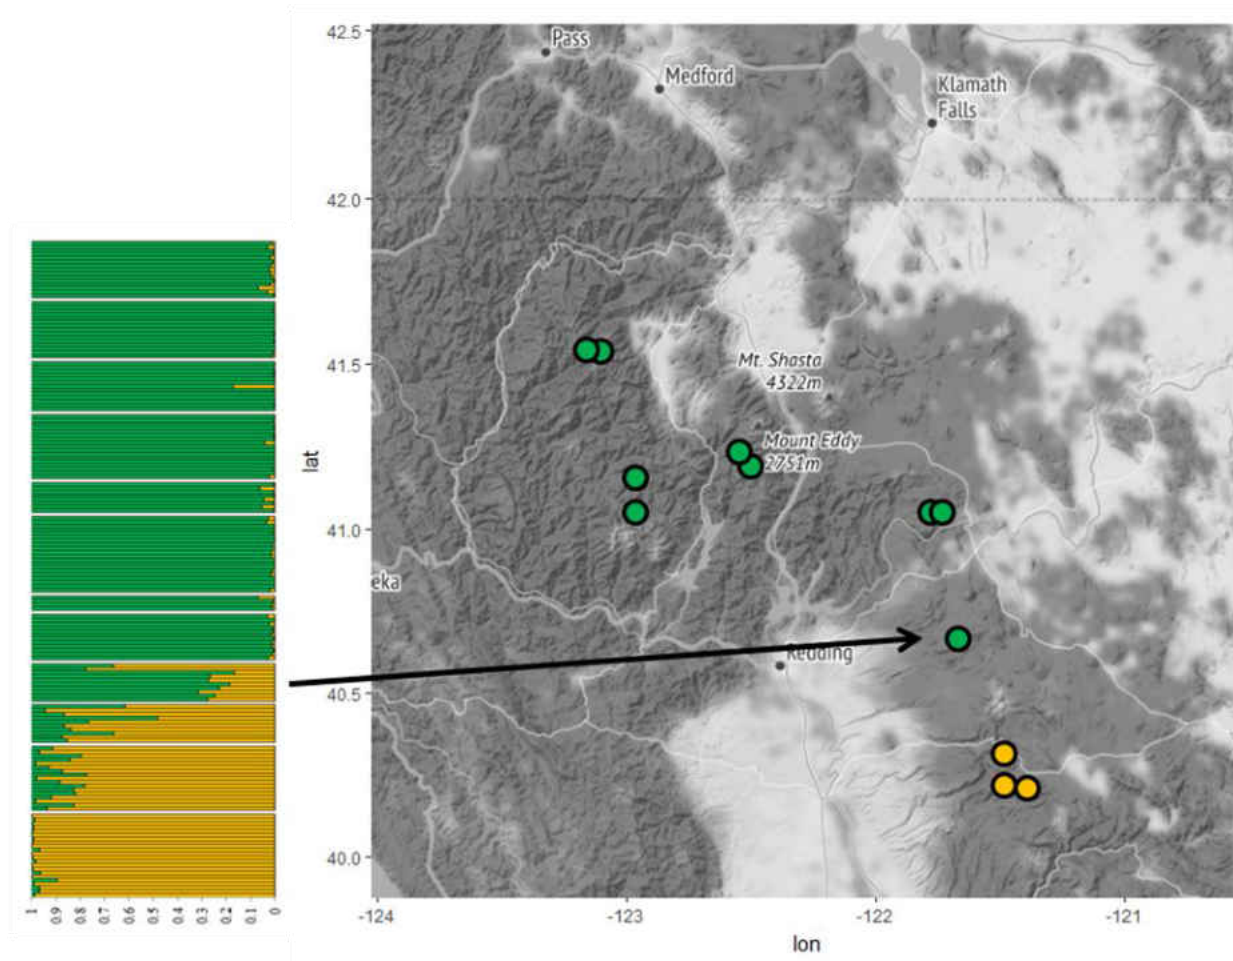 42.5
Pass
Medford
Klamath
Falls
42.0
41.5
Mt. Shasta
4322m
Mount Eddy
2751m
lat
41.0
eka
Redding
40.5
40.0
1 0.9 0.8 0.7 0.6 0.5 0.4 0.3 0.2 0.1 0
-124 -123 -122 -121
lon